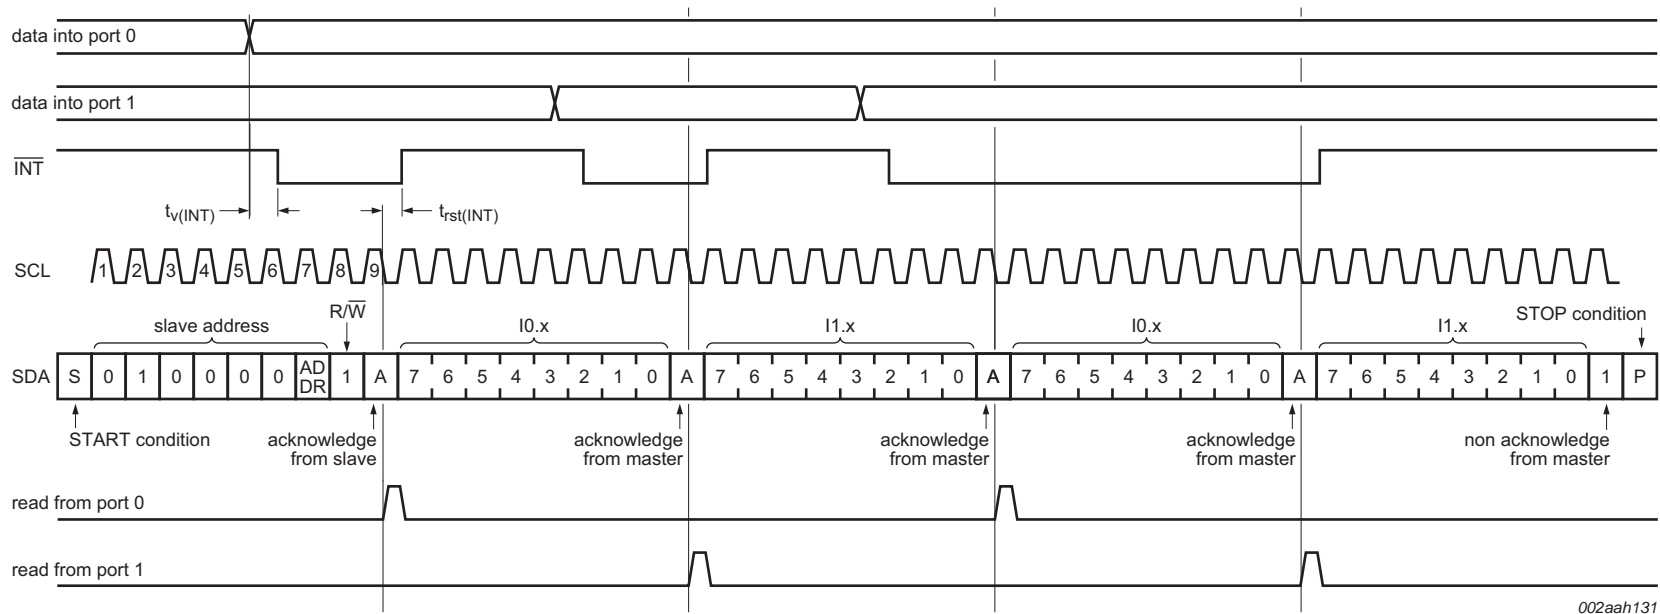 data into port 0
data into port 1
INT
tv(INT)
trst(INT)
SCL
1 2 3 4 5 6 7 8 9
R/W
STOP condition
slave address
I0.x
I1.x
I0.x
I1.x
SDA
S 0 1 0 0 0 0 AD DR 1 A 7 6 5 4 3 2 1 0 A 7 6 5 4 3 2 1 0 A 7 6 5 4 3 2 1 0 A 7 6 5 4 3 2 1 0 1 P
START condition
acknowledge
from slave
acknowledge
from master
acknowledge
from master
acknowledge
from master
non acknowledge
from master
read from port 0
read from port 1
002aah131